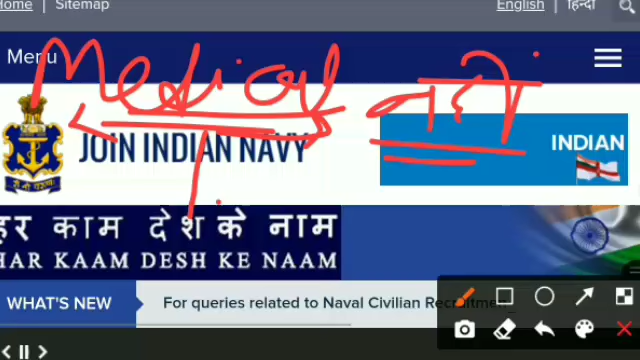 Home | Sitemap
English | हिन्दी
Menu
Medical नही
JOIN INDIAN NAVY
INDIAN
हर काम देश के नाम
HAR KAAM DESH KE NAAM
WHAT'S NEW
For queries related to Naval Civilian Recruitment